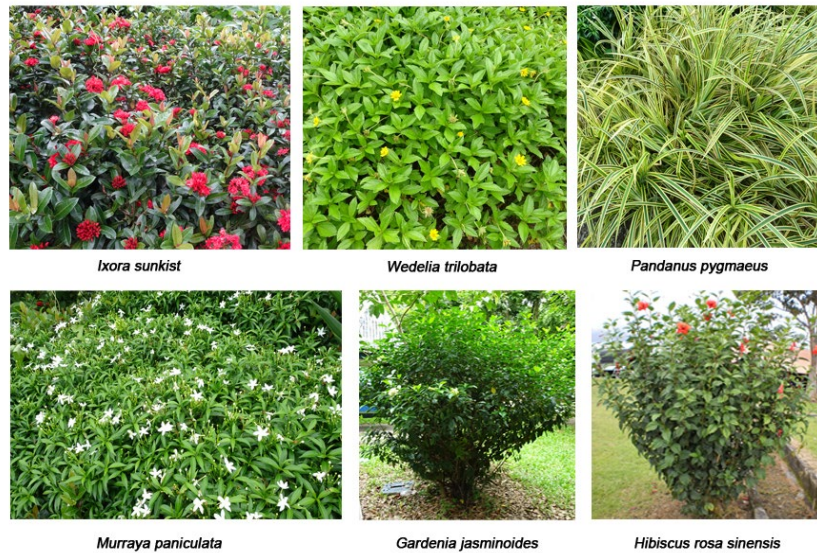 Ixora sunkist
Wedelia trilobata
Pandanus pygmaeus
Murraya paniculata
Gardenia jasminoides
Hibiscus rosa sinensis